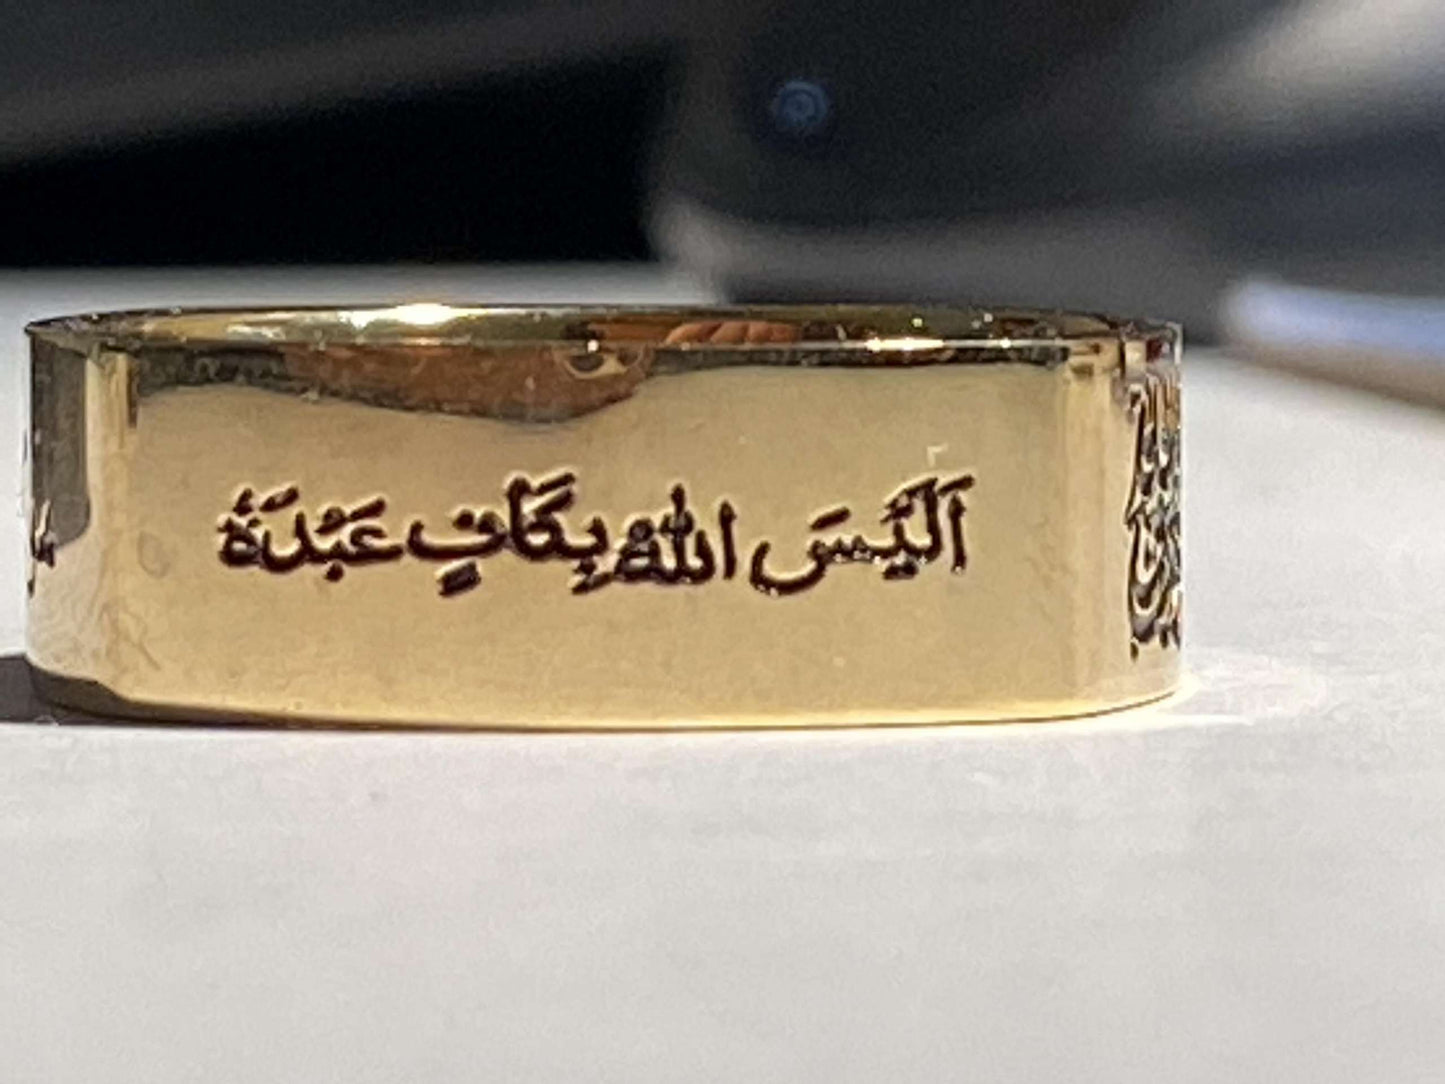 اَلَيْسَ اللهُ بِكَافٍ عَبْدَهٗ